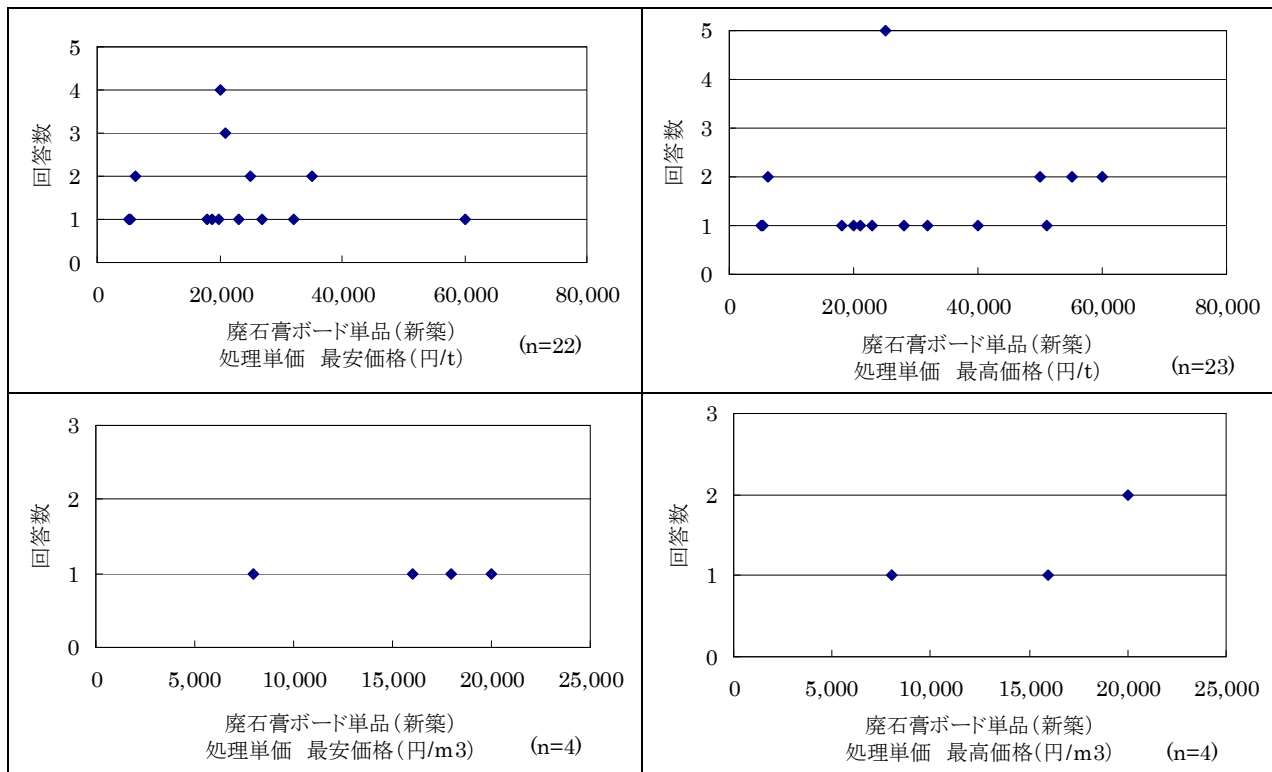 5
4
3
2
1
0
回答数
0 20,000 40,000 60,000 80,000
廃石膏ボード単品(新築)
処理単価 最安価格(円/t) (n=22)
5
4
3
2
1
0
回答数
0 20,000 40,000 60,000 80,000
廃石膏ボード単品(新築)
処理単価 最高価格(円/t) (n=23)
3
2
1
0
回答数
0 5,000 10,000 15,000 20,000 25,000
廃石膏ボード単品(新築)
処理単価 最安価格(円/m3) (n=4)
3
2
1
0
回答数
0 5,000 10,000 15,000 20,000 25,000
廃石膏ボード単品(新築)
処理単価 最高価格(円/m3) (n=4)